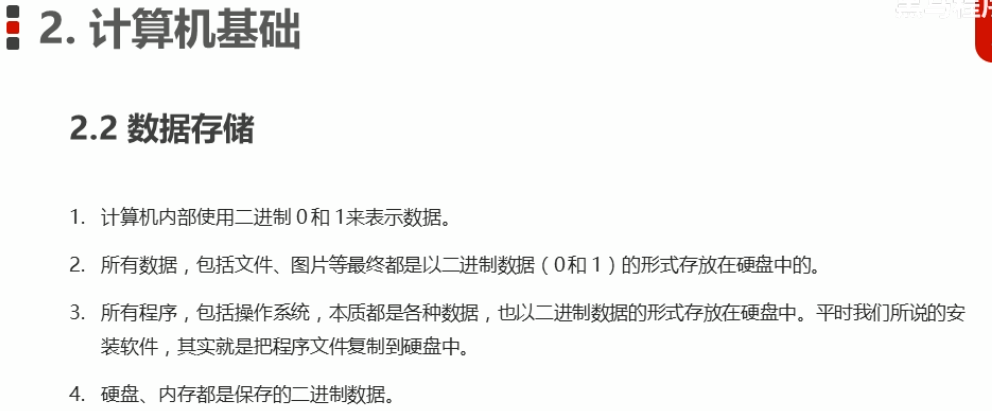 2. 计算机基础
2.2 数据存储
1. 计算机内部使用二进制 0 和 1来表示数据。
2. 所有数据，包括文件、图片等最终都是以二进制数据（0 和 1）的形式存放在硬盘中的。
3. 所有程序，包括操作系统，本质都是各种数据，也以二进制数据的形式存放在硬盘中。平时我们所说的安
装软件，其实就是把程序文件复制到硬盘中。
4. 硬盘、内存都是保存的二进制数据。